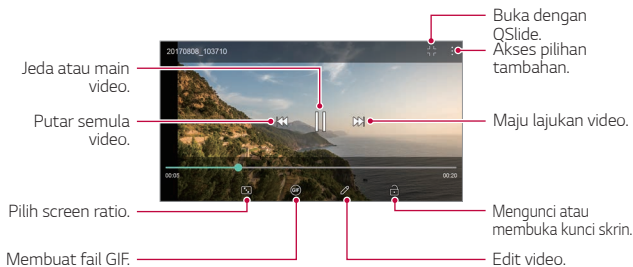 Buka dengan
QSlide.
Akses pilihan
tambahan.
20170808_103710
Jeda atau main
video.
Putar semula
video.
Maju lajukan video.
00:05
00:20
GIF
Pilih screen ratio.
Mengunci atau
membuka kunci skrin.
Membuat fail GIF.
Edit video.